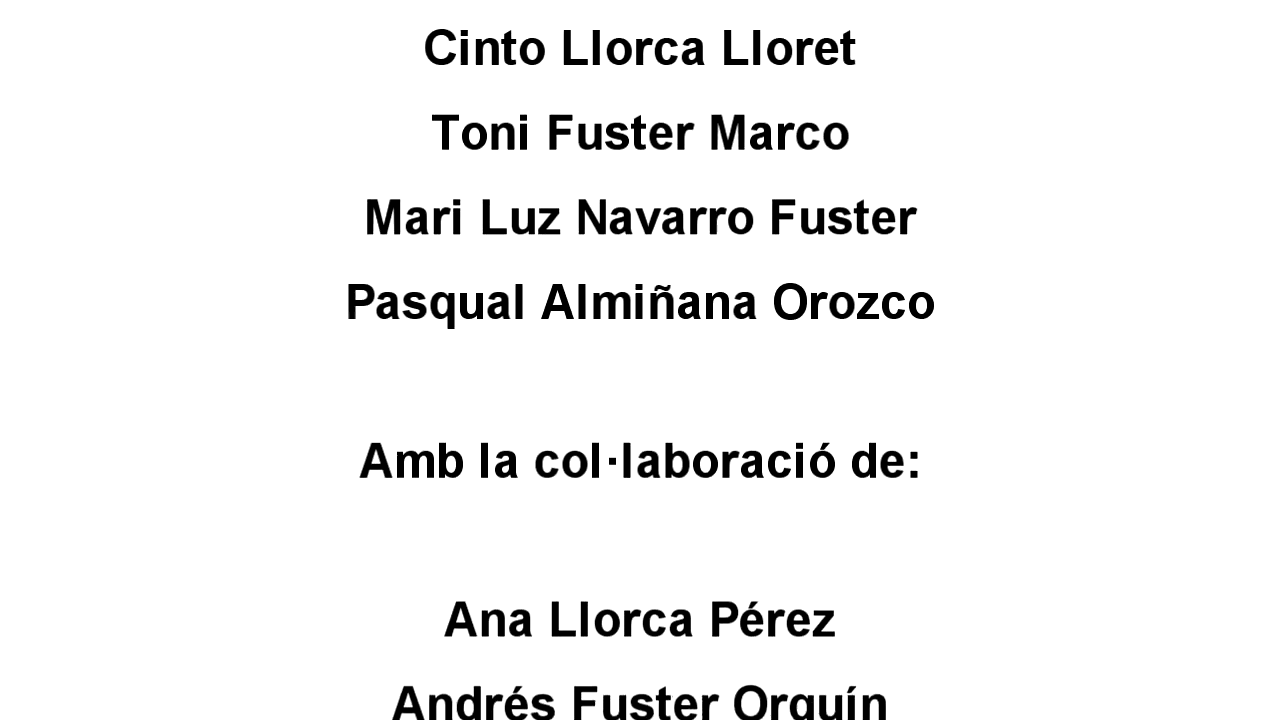 Cinto Llorca Lloret
Toni Fuster Marco
Mari Luz Navarro Fuster
Pasqual Almiñana Orozco
Amb la col·laboració de:
Ana Llorca Pérez
Andrés Fuster Orquín